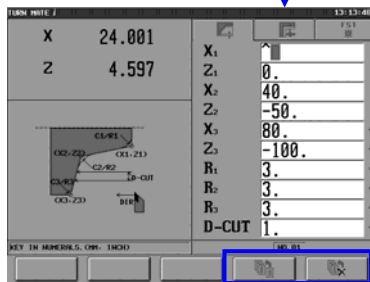 TURN MATE i
13:13:48
X 24.001
Z 4.597
FST
X₁ ^
Z₁ 0.
X₂ 40.
Z₂ -50.
X₃ 80.
Z₃ -100.
R₁ 3.
R₂ 3.
R₃ 3.
D-CUT 1.
C1/R1
(X2-Z2)
(X1-Z1)
C2/R2
C3/R3
D-CUT
(X3-Z3)
DIR
KEY IN NUMERALS. (MM- INCH)
NO.01